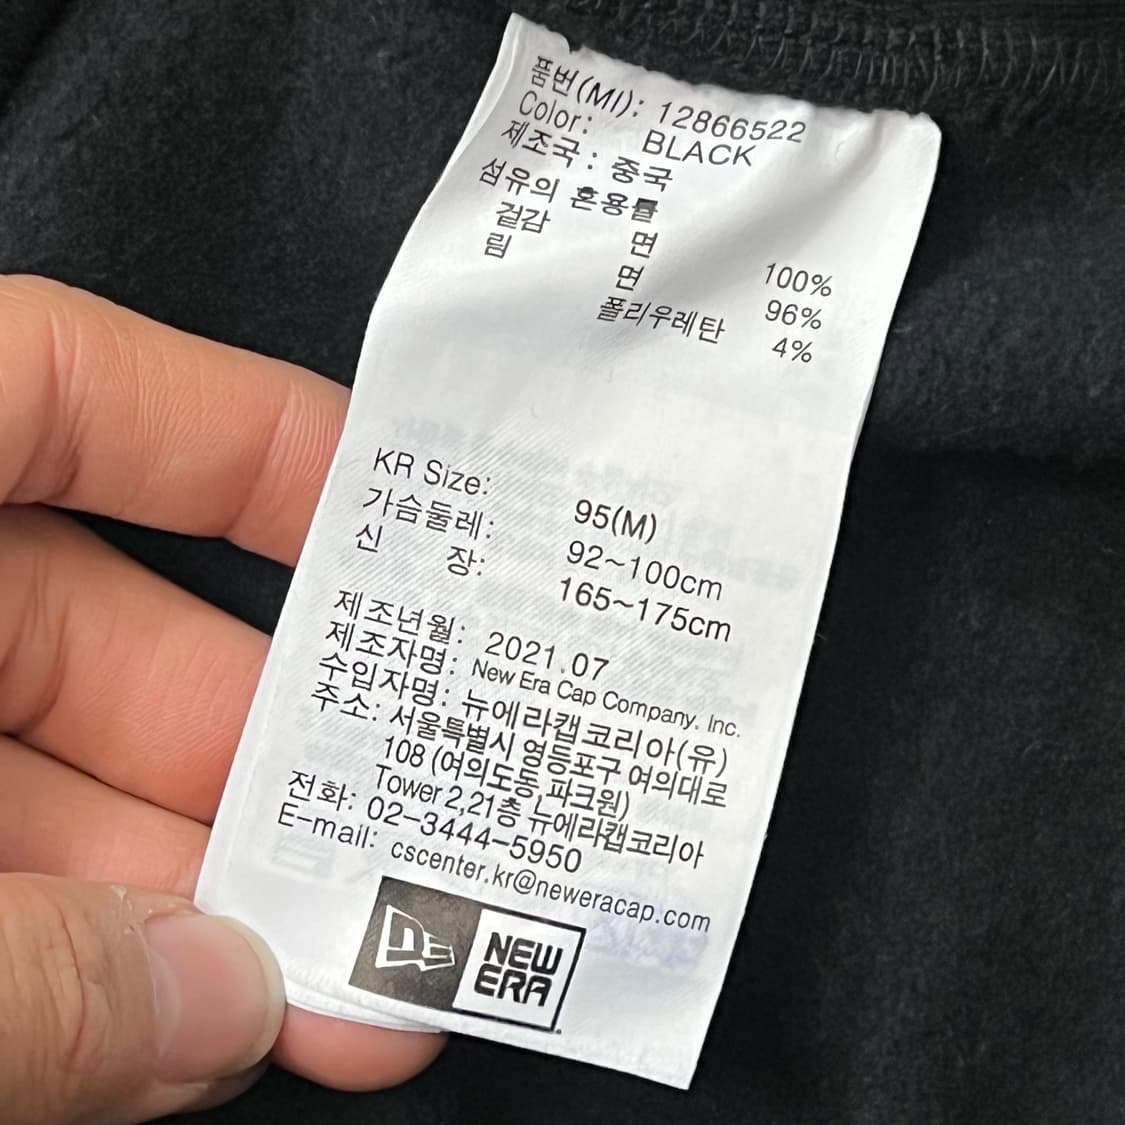 품번(MI): 12866522
Color: BLACK
제조국 : 중국
섬유의 혼용률
겉감 면 100%
림 면 96%
폴리우레탄 4%
KR Size: 95(M)
가슴둘레: 92~100cm
신 장: 165~175cm
제조년월: 2021.07
제조자명: New Era Cap Company. Inc.
수입자명: 뉴에라캡코리아(유)
주소: 서울특별시 영등포구 여의대로
108 (여의도동,파크원)
Tower 2,21층 뉴에라캡코리아
전화: 02-3444-5950
E-mail: cscenter.kr@neweracap.com
NE
NEW
ERA